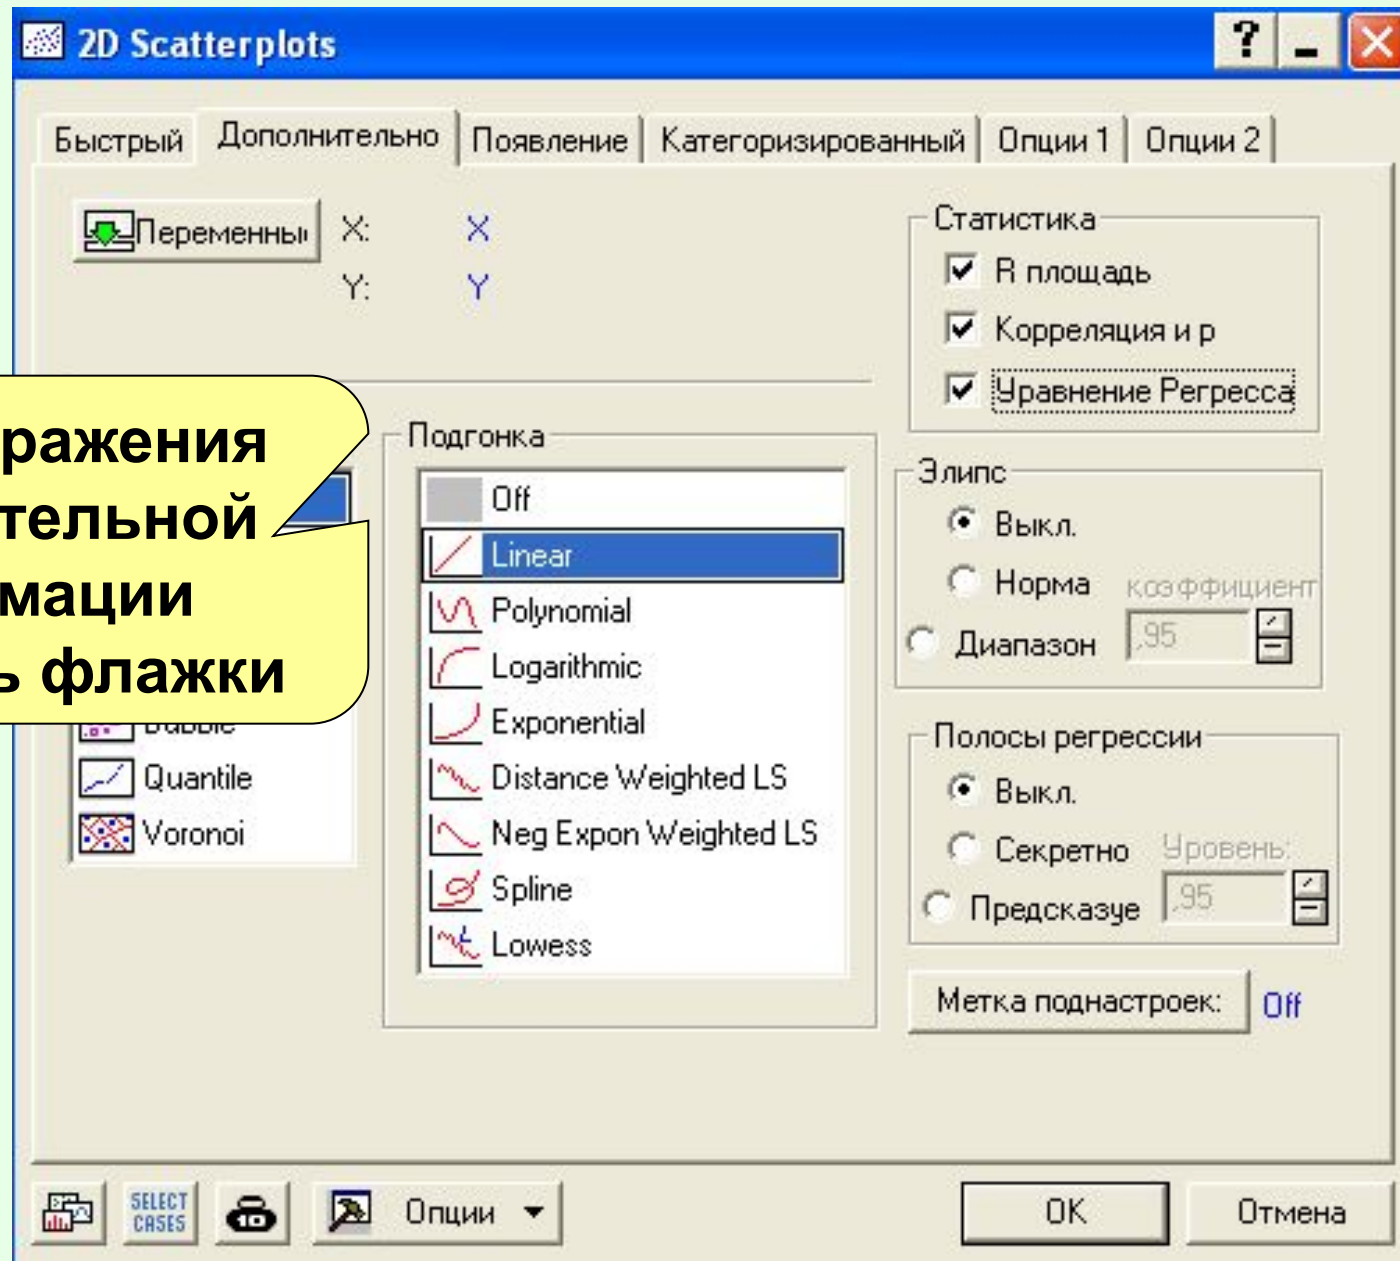 2D Scatterplots
Быстрый Дополнительно Появление Категоризированный Опции 1 Опции 2
Переменны X: X
Y: Y
Статистика
R площадь
Корреляция и p
Уравнение Регресса
ражения
тельной
мации
ь флажки
Quantile
Voronoi
Подгонка
Off
Linear
Polynomial
Logarithmic
Exponential
Distance Weighted LS
Neg Expon Weighted LS
Spline
Lowess
Элипс
Выкл.
Норма коэффициент
Диапазон ,95
Полосы регрессии
Выкл.
Секретно Уровень:
Предсказуе ,95
Метка поднастроек: Off
SELECT CASES
Опции
OK Отмена